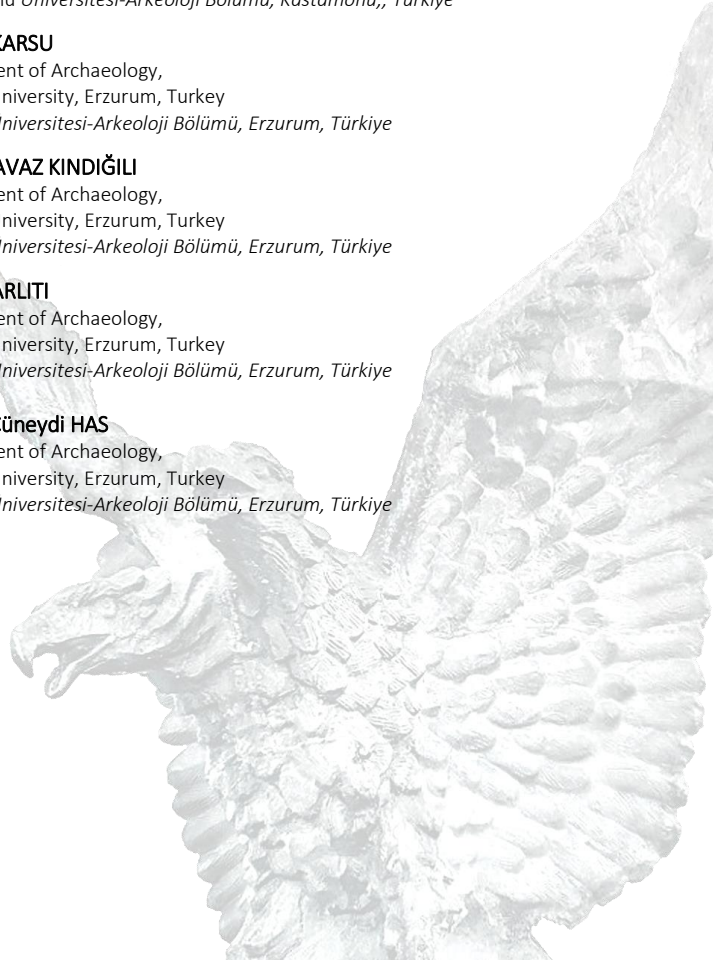 Üniversitesi-Arkeoloji Bölümü, Kastamonu,, Türkiye
KARSU
ent of Archaeology,
niversity, Erzurum, Turkey
Üniversitesi-Arkeoloji Bölümü, Erzurum, Türkiye
AVAZ KINDIĞILI
ent of Archaeology,
niversity, Erzurum, Turkey
Üniversitesi-Arkeoloji Bölümü, Erzurum, Türkiye
ARLITI
ent of Archaeology,
niversity, Erzurum, Turkey
Üniversitesi-Arkeoloji Bölümü, Erzurum, Türkiye
Cüneydi HAS
ent of Archaeology,
niversity, Erzurum, Turkey
Üniversitesi-Arkeoloji Bölümü, Erzurum, Türkiye